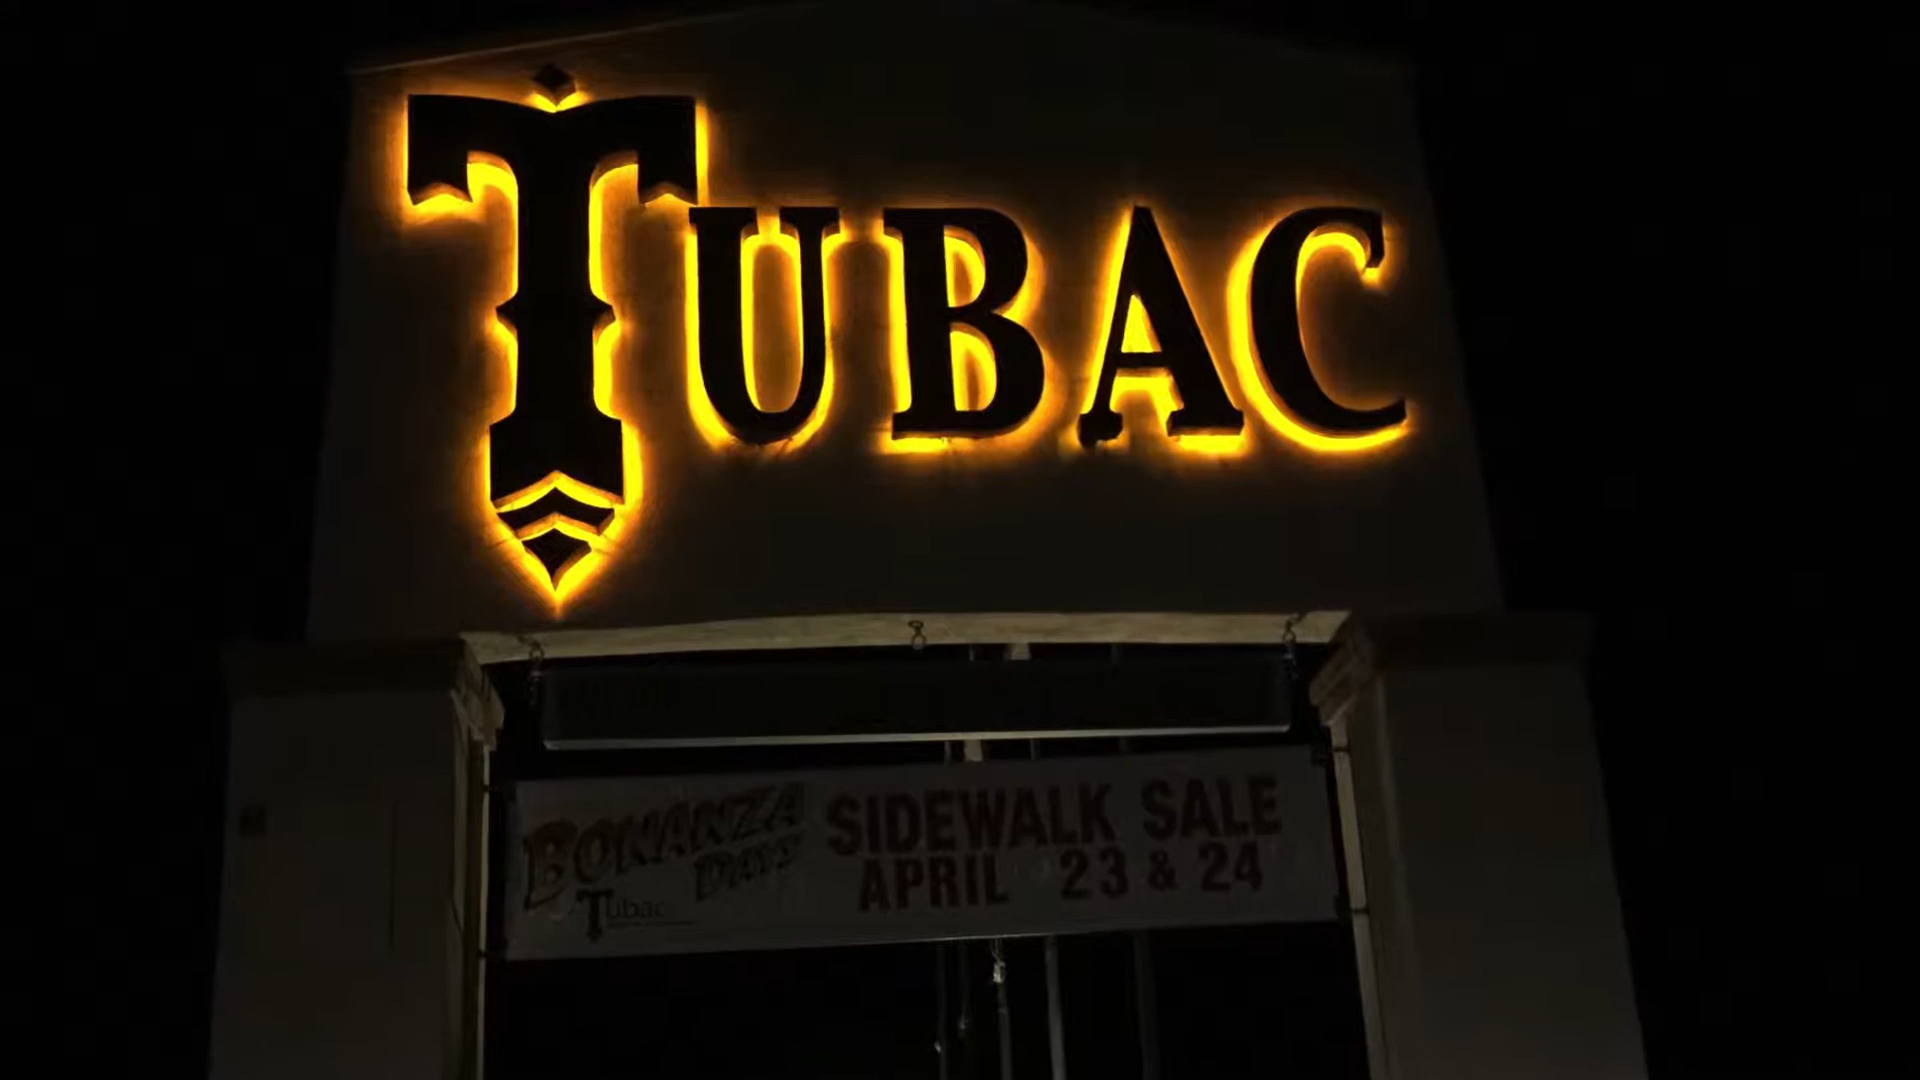 TUBAC
BONANZA
DAYS
Tubac
SIDEWALK SALE
APRIL 23 & 24